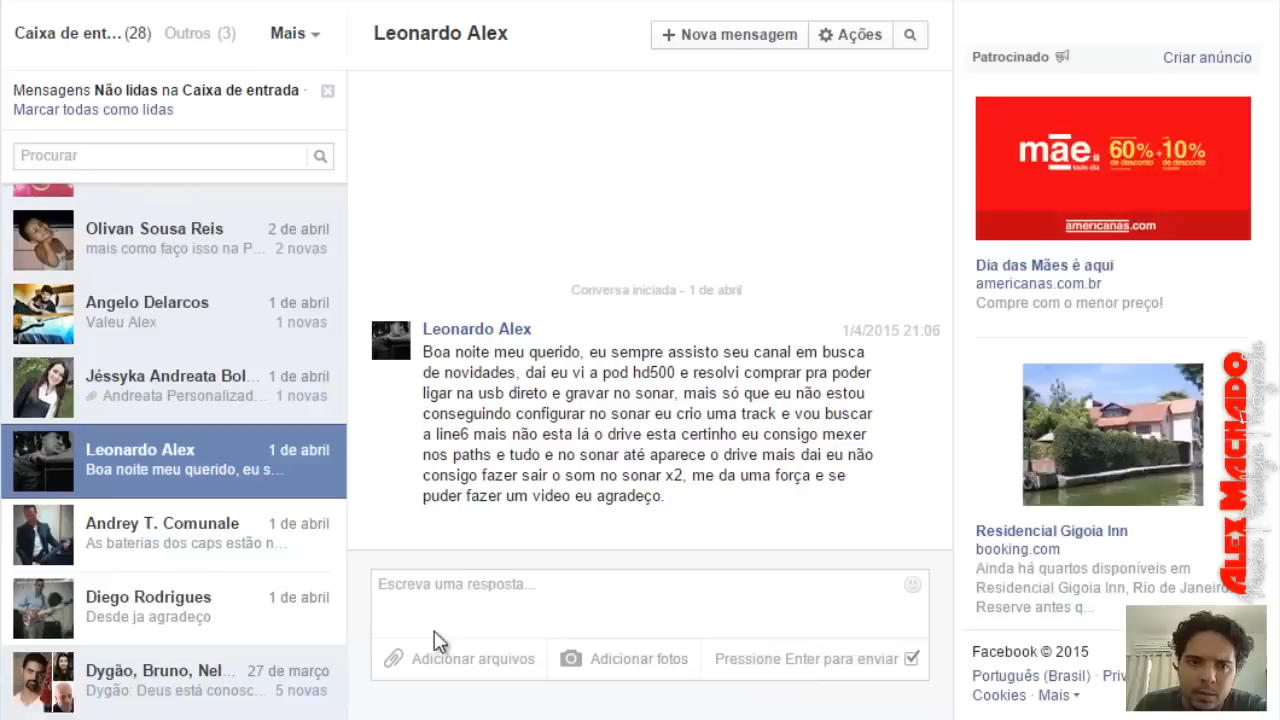 Caixa de ent... (28) Outros (3) Mais
Mensagens Não lidas na Caixa de entrada ·
Marcar todas como lidas
Procurar
Olivan Sousa Reis 2 de abril
mais como faço isso na P... 2 novas
Angelo Delarcos 1 de abril
Valeu Alex 1 novas
Jéssyka Andreata Bol... 1 de abril
Andreata Personalizad... 1 novas
Leonardo Alex 1 de abril
Boa noite meu querido, eu s...
Andrey T. Comunale 1 de abril
As baterias dos caps estão n...
Diego Rodrigues 1 de abril
Desde ja agradeço
Dygão, Bruno, Nel... 27 de março
Dygão: Deus está conosc... 5 novas
Leonardo Alex
Nova mensagem Ações
Conversa iniciada - 1 de abril
Leonardo Alex 1/4/2015 21:06
Boa noite meu querido, eu sempre assisto seu canal em busca
de novidades, dai eu vi a pod hd500 e resolvi comprar pra poder
ligar na usb direto e gravar no sonar, mais só que eu não estou
conseguindo configurar no sonar eu crio uma track e vou buscar
a line6 mais não esta lá o drive esta certinho eu consigo mexer
nos paths e tudo e no sonar até aparece o drive mais dai eu não
consigo fazer sair o som no sonar x2, me da uma força e se
puder fazer um video eu agradeço.
Escreva uma resposta...
Adicionar arquivos Adicionar fotos Pressione Enter para enviar
Patrocinado Criar anúncio
mãe 60% +10%
todo dia de desconto de desconto
americanas.com
Dia das Mães é aqui
americanas.com.br
Compre com o menor preço!
Residencial Gigoia Inn
booking.com
Ainda há quartos disponíveis em
Residencial Gigoia Inn, Rio de Janeiro.
Reserve antes q...
Facebook © 2015
Português (Brasil) · Priv
Cookies · Mais
ALEX MACHADO